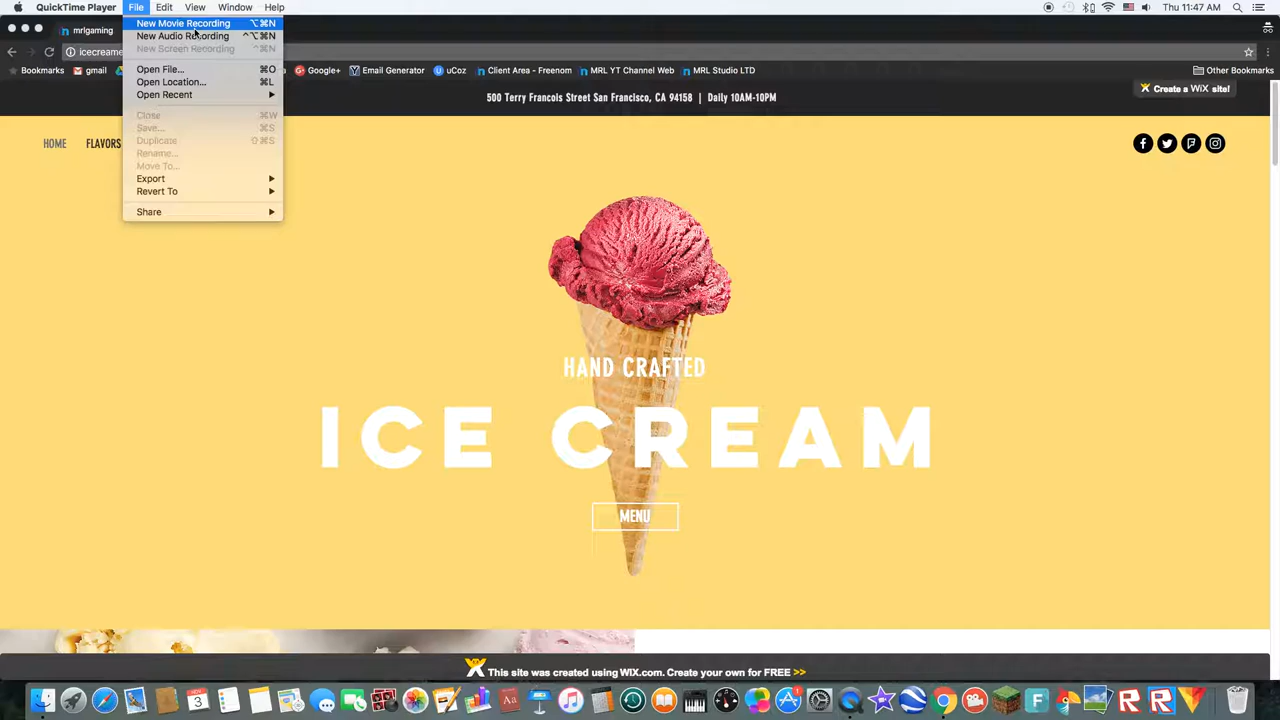 QuickTime Player File Edit View Window Help Thu 11:47 AM
New Movie Recording ⌥⌘N
New Audio Recording ^⌥⌘N
New Screen Recording ^⌘N
Open File... ⌘O
Open Location... ⌘L
Open Recent
Close ⌘W
Save... ⌘S
Duplicate ⇧⌘S
Rename...
Move To...
Export
Revert To
Share
mrlgaming
icecreame
Bookmarks gmail Google+ Email Generator uCoz Client Area - Freenom MRL YT Channel Web MRL Studio LTD Other Bookmarks
500 Terry Francois Street San Francisco, CA 94158 | Daily 10AM-10PM
Create a WiX site!
HOME FLAVORS
HAND CRAFTED
ICE CREAM
MENU
This site was created using WIX.com. Create your own for FREE >>